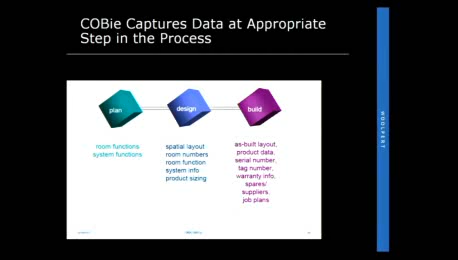 COBie Captures Data at Appropriate
Step in the Process
plan
design
build
room functions
system functions
spatial layout
room numbers
room function
system info
product sizing
as-built layout,
product data,
serial number,
tag number,
warranty info,
spares/
suppliers,
job plans
WOOLPERT